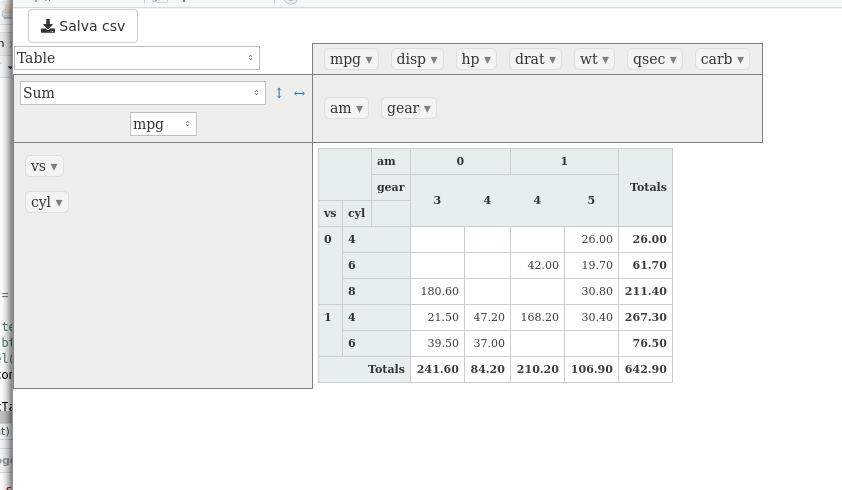 Salva csv
Table
mpg ▾ disp ▾ hp ▾ drat ▾ wt ▾ qsec ▾ carb ▾
Sum ↕ ↔
mpg
am ▾ gear ▾
vs ▾
cyl ▾
am 0 1 Totals
gear 3 4 4 5
vs cyl
0 4 26.00 26.00
6 42.00 19.70 61.70
8 180.60 30.80 211.40
1 4 21.50 47.20 168.20 30.40 267.30
6 39.50 37.00 76.50
Totals 241.60 84.20 210.20 106.90 642.90